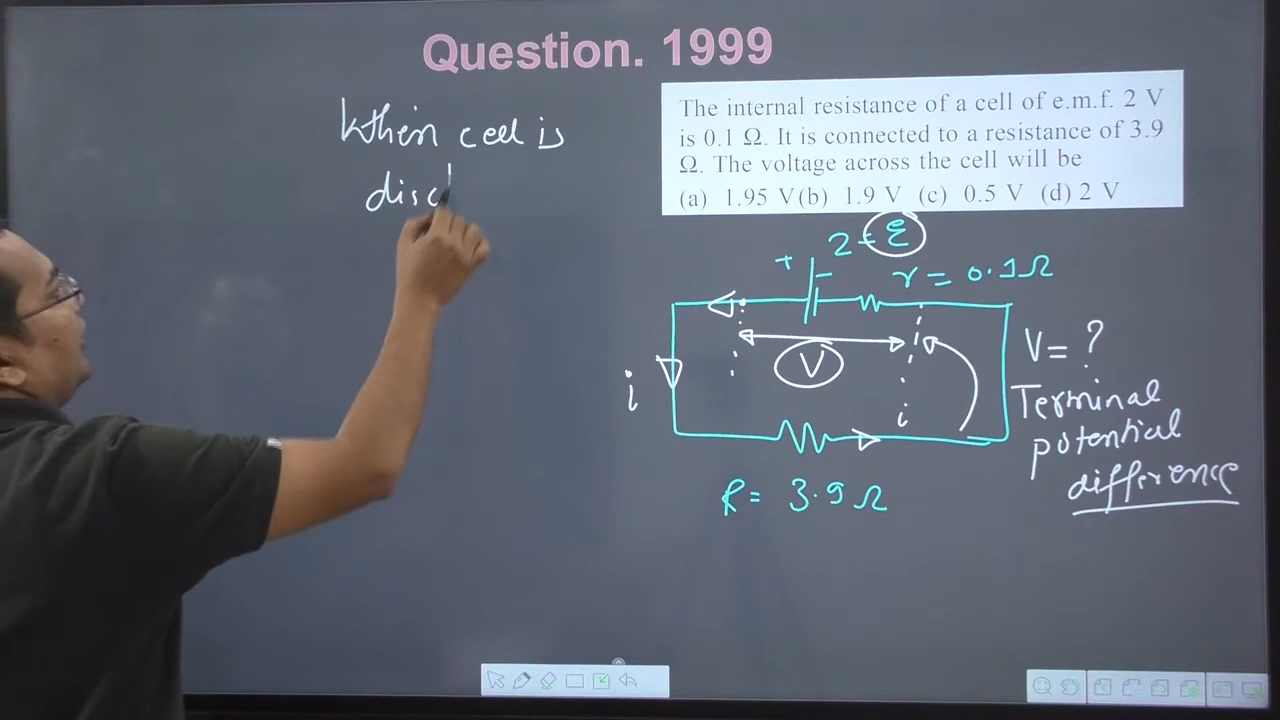 Question. 1999
The internal resistance of a cell of e.m.f. 2 V
is 0.1 Ω. It is connected to a resistance of 3.9
Ω. The voltage across the cell will be
(a) 1.95 V(b) 1.9 V (c) 0.5 V (d) 2 V
When cell is
disch
2 = ε
+ -
r = 0.1Ω
V
i
i
V = ?
Terminal
potential
difference
R = 3.9 Ω